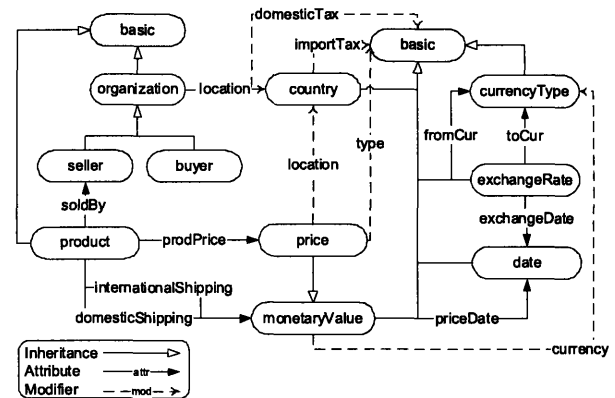 domesticTax
basic
importTax
basic
organization
location
country
currencyType
fromCur
toCur
type
seller
buyer
location
exchangeRate
soldBy
exchangeDate
product
prodPrice
price
date
internationalShipping
domesticShipping
monetaryValue
priceDate
currency
Inheritance
Attribute
attr
Modifier
mod